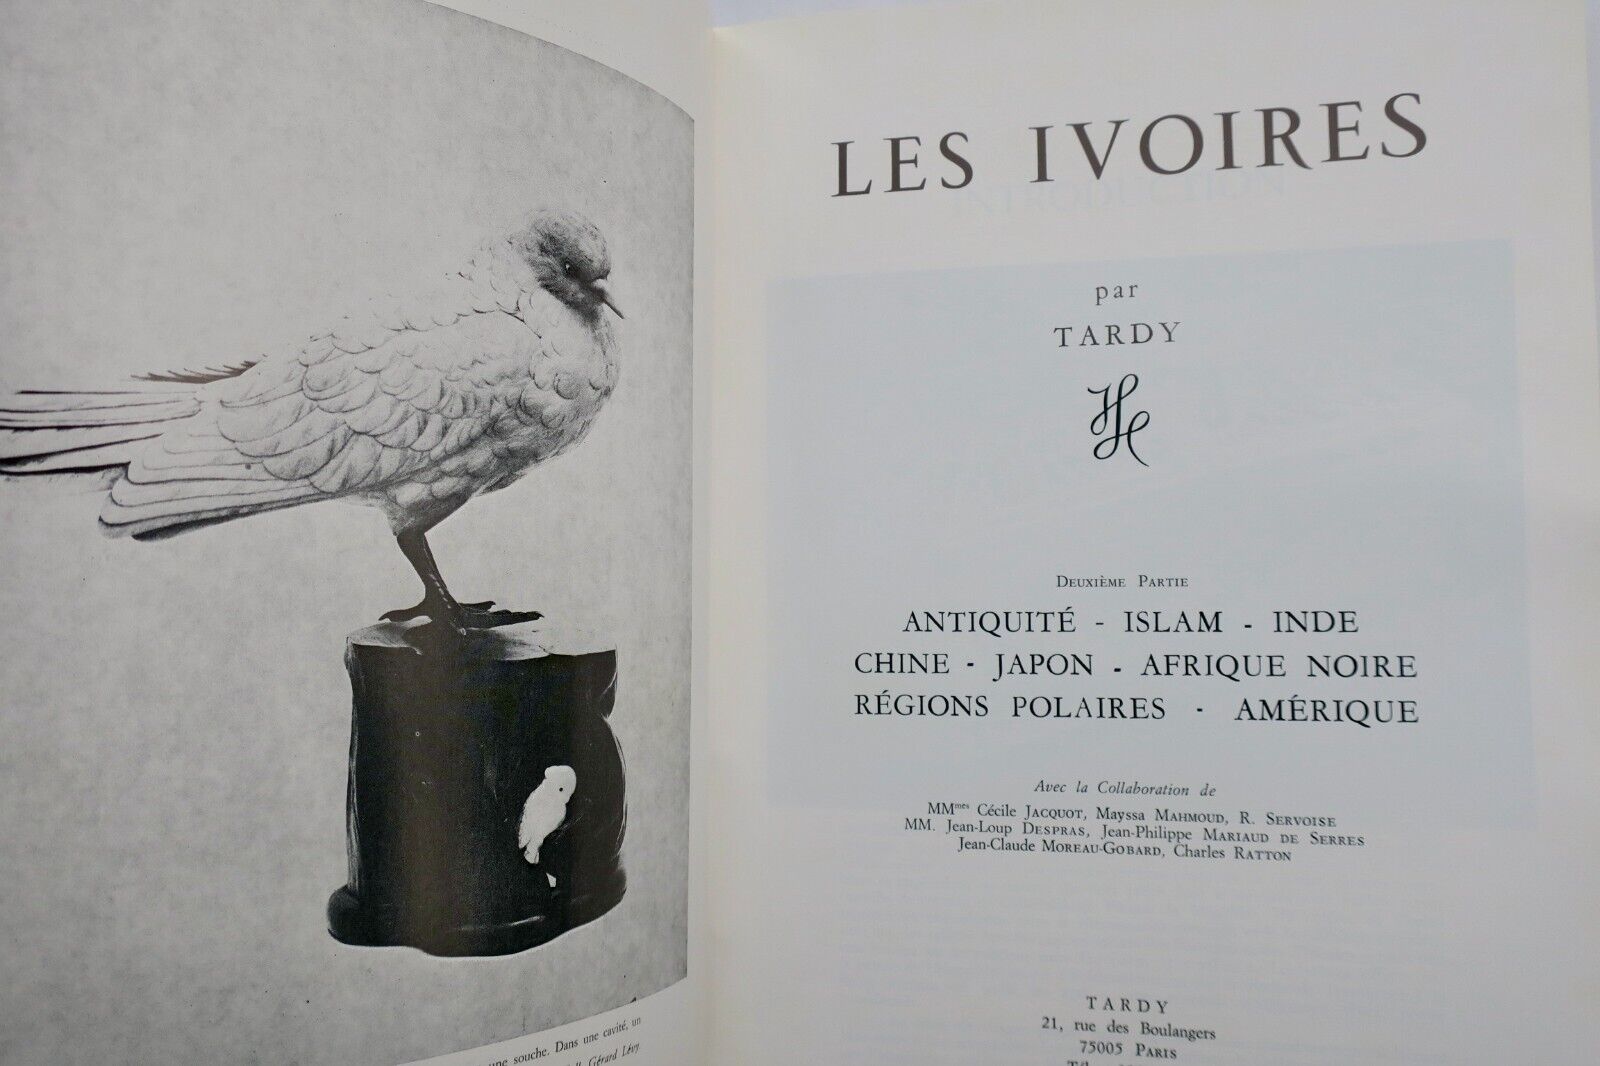 une souche. Dans une cavité, un
Gérard Lévy.
LES IVOIRES
INTRODUCTION
par
TARDY
DEUXIÈME PARTIE
ANTIQUITÉ - ISLAM - INDE
CHINE - JAPON - AFRIQUE NOIRE
RÉGIONS POLAIRES - AMÉRIQUE
Avec la Collaboration de
MMmes Cécile JACQUOT, Mayssa MAHMOUD, R. SERVOISE
MM. Jean-Loup DESPRAS, Jean-Philippe MARIAUD DE SERRES
Jean-Claude MOREAU-GOBARD, Charles RATTON
TARDY
21, rue des Boulangers
75005 PARIS